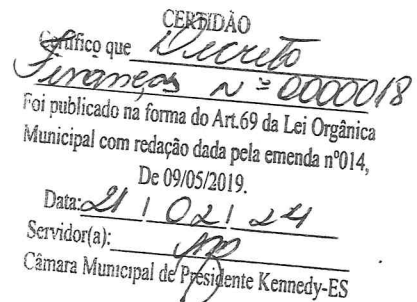 CERTIDÃO
Certifico que Decreto
Finanças Nº 0000018
Foi publicado na forma do Art.69 da Lei Orgânica
Municipal com redação dada pela emenda nº014,
De 09/05/2019.
Data: 21 / 02 / 24
Servidor(a):
Câmara Municipal de Presidente Kennedy-ES